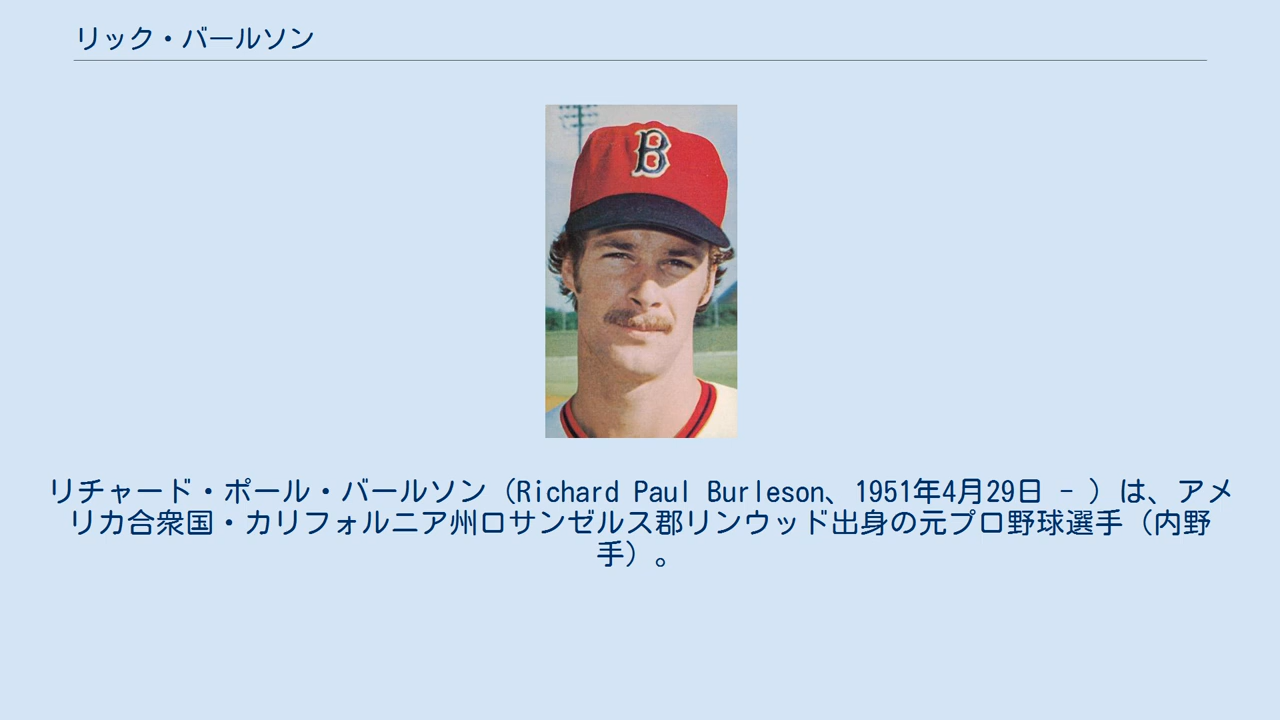 リック・バールソン
B
リチャード・ポール・バールソン（Richard Paul Burleson、1951年4月29日 - ）は、アメ
リカ合衆国・カリフォルニア州ロサンゼルス郡リンウッド出身の元プロ野球選手（内野
手）。